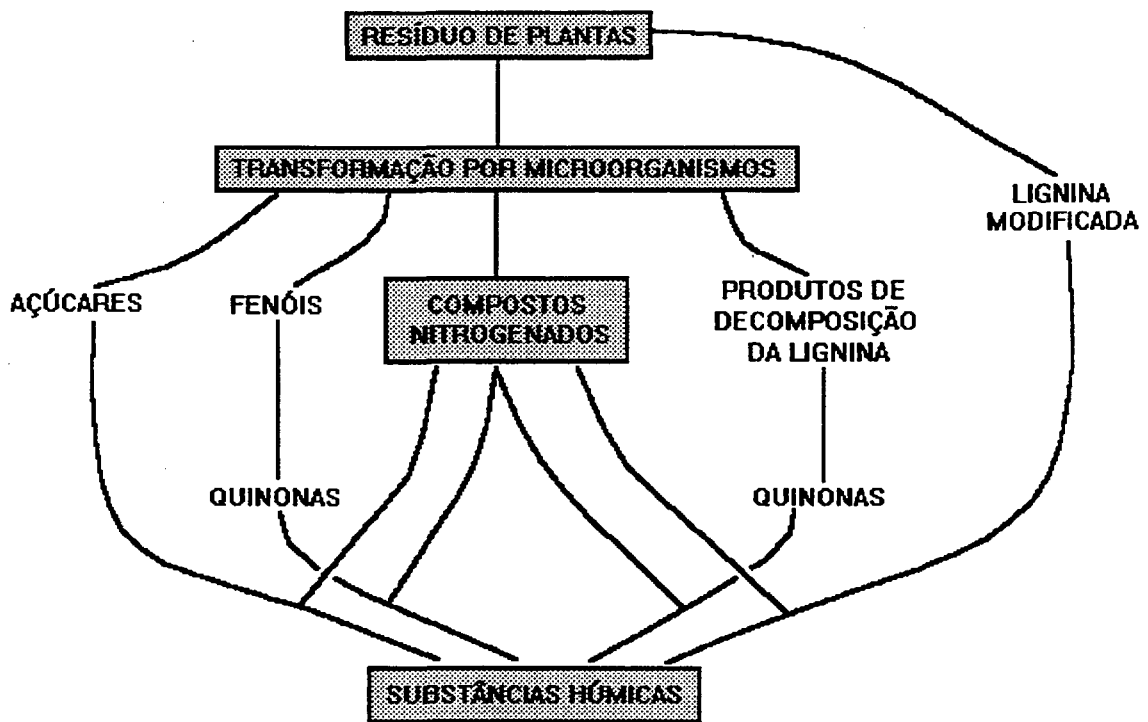 RESÍDUO DE PLANTAS
TRANSFORMAÇÃO POR MICROORGANISMOS
LIGNINA
MODIFICADA
AÇÚCARES
FENÓIS
COMPOSTOS
NITROGENADOS
PRODUTOS DE
DECOMPOSIÇÃO
DA LIGNINA
QUINONAS
QUINONAS
SUBSTÂNCIAS HÚMICAS